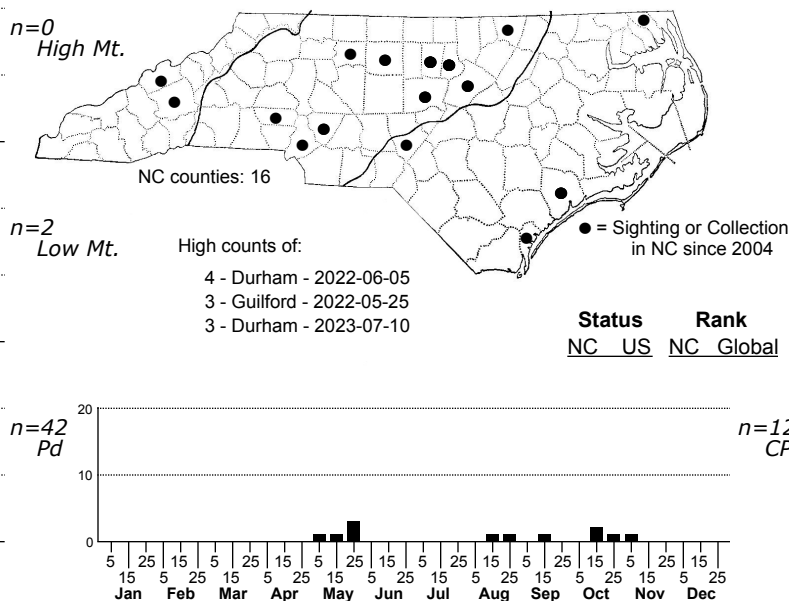 n=0
High Mt.
NC counties: 16
n=2
Low Mt.
High counts of:
4 - Durham - 2022-06-05
3 - Guilford - 2022-05-25
3 - Durham - 2023-07-10
● = Sighting or Collection
in NC since 2004
Status Rank
NC US NC Global
n=42
Pd
n=12
CP
20
10
0
5 25 15 5 25 15 5 25 15 5 25 15 5 25 15 5 25 15
15 5 25 15 5 25 15 5 25 15 5 25 15 5 25 15 5 25
Jan Feb Mar Apr May Jun Jul Aug Sep Oct Nov Dec